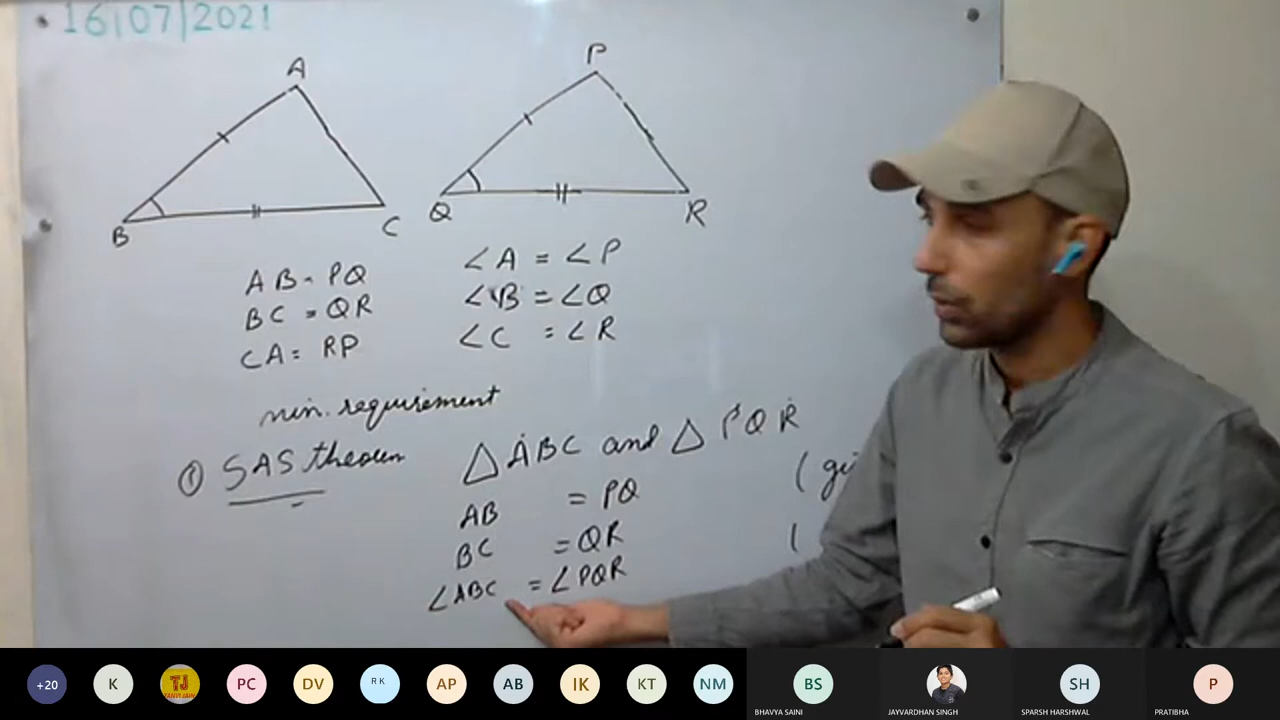 16/07/2021
A
P
B
C
Q
R
AB = PQ
BC = QR
CA = RP
∠A = ∠P
∠B = ∠Q
∠C = ∠R
min. requirement
① SAS theorem
△ABC and △PQR
AB = PQ
(gi
BC = QR
(
∠ABC = ∠PQR
+20
K
TJ
PC
DV
RK
AP
AB
IK
KT
NM
BS
SH
P
BHAVYA SAINI
JAYVARDHAN SINGH
SPARSH HARSHWAL
PRATIBHA